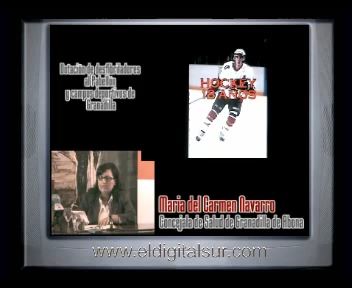 Dotación de desfibriladores
al Pabellón
y campos deportivos de
Granadilla
HOCKEY
María del Carmen Navarro
Concejala de Salud de Granadilla de Abona
www.eldigitalsur.com